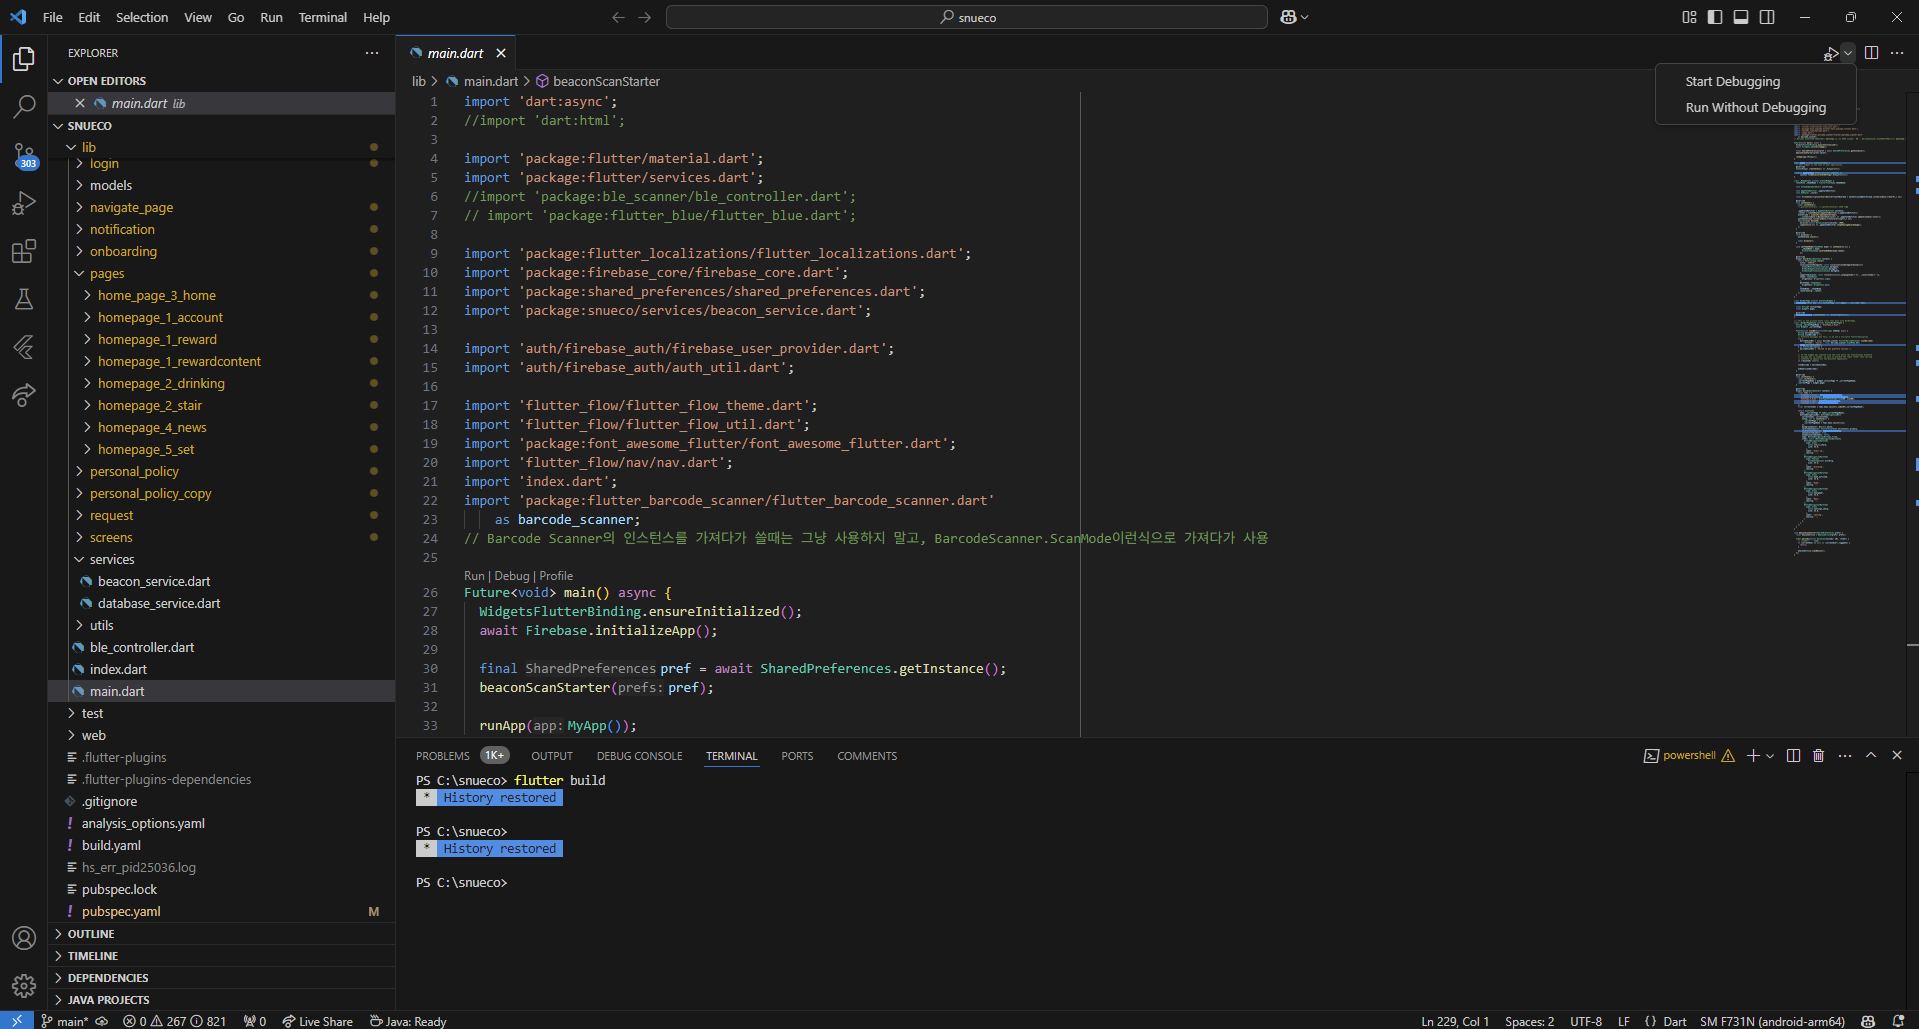 File Edit Selection View Go Run Terminal Help
snueco
EXPLORER
OPEN EDITORS
main.dart lib
SNUECO
lib
login
models
navigate_page
notification
onboarding
pages
home_page_3_home
homepage_1_account
homepage_1_reward
homepage_1_rewardcontent
homepage_2_drinking
homepage_2_stair
homepage_4_news
homepage_5_set
personal_policy
personal_policy_copy
request
screens
services
beacon_service.dart
database_service.dart
utils
ble_controller.dart
index.dart
main.dart
test
web
.flutter-plugins
.flutter-plugins-dependencies
.gitignore
! analysis_options.yaml
! build.yaml
hs_err_pid25036.log
pubspec.lock
! pubspec.yaml M
OUTLINE
TIMELINE
DEPENDENCIES
JAVA PROJECTS
303
main.dart
lib > main.dart > beaconScanStarter
Start Debugging
Run Without Debugging
1 import 'dart:async';
2 //import 'dart:html';
3
4 import 'package:flutter/material.dart';
5 import 'package:flutter/services.dart';
6 //import 'package:ble_scanner/ble_controller.dart';
7 // import 'package:flutter_blue/flutter_blue.dart';
8
9 import 'package:flutter_localizations/flutter_localizations.dart';
10 import 'package:firebase_core/firebase_core.dart';
11 import 'package:shared_preferences/shared_preferences.dart';
12 import 'package:snueco/services/beacon_service.dart';
13
14 import 'auth/firebase_auth/firebase_user_provider.dart';
15 import 'auth/firebase_auth/auth_util.dart';
16
17 import 'flutter_flow/flutter_flow_theme.dart';
18 import 'flutter_flow/flutter_flow_util.dart';
19 import 'package:font_awesome_flutter/font_awesome_flutter.dart';
20 import 'flutter_flow/nav/nav.dart';
21 import 'index.dart';
22 import 'package:flutter_barcode_scanner/flutter_barcode_scanner.dart'
23 as barcode_scanner;
24 // Barcode Scanner의 인스턴스를 가져다가 쓸때는 그냥 사용하지 말고, BarcodeScanner.ScanMode이런식으로 가져다가 사용
25
Run | Debug | Profile
26 Future<void> main() async {
27 WidgetsFlutterBinding.ensureInitialized();
28 await Firebase.initializeApp();
29
30 final SharedPreferences pref = await SharedPreferences.getInstance();
31 beaconScanStarter(prefs: pref);
32
33 runApp(app: MyApp());
PROBLEMS 1K+ OUTPUT DEBUG CONSOLE TERMINAL PORTS COMMENTS
powershell
PS C:\snueco> flutter build
* History restored
PS C:\snueco>
* History restored
PS C:\snueco>
main* 0 267 821 0 Live Share Java: Ready
Ln 229, Col 1 Spaces: 2 UTF-8 LF {} Dart SM F731N (android-arm64)